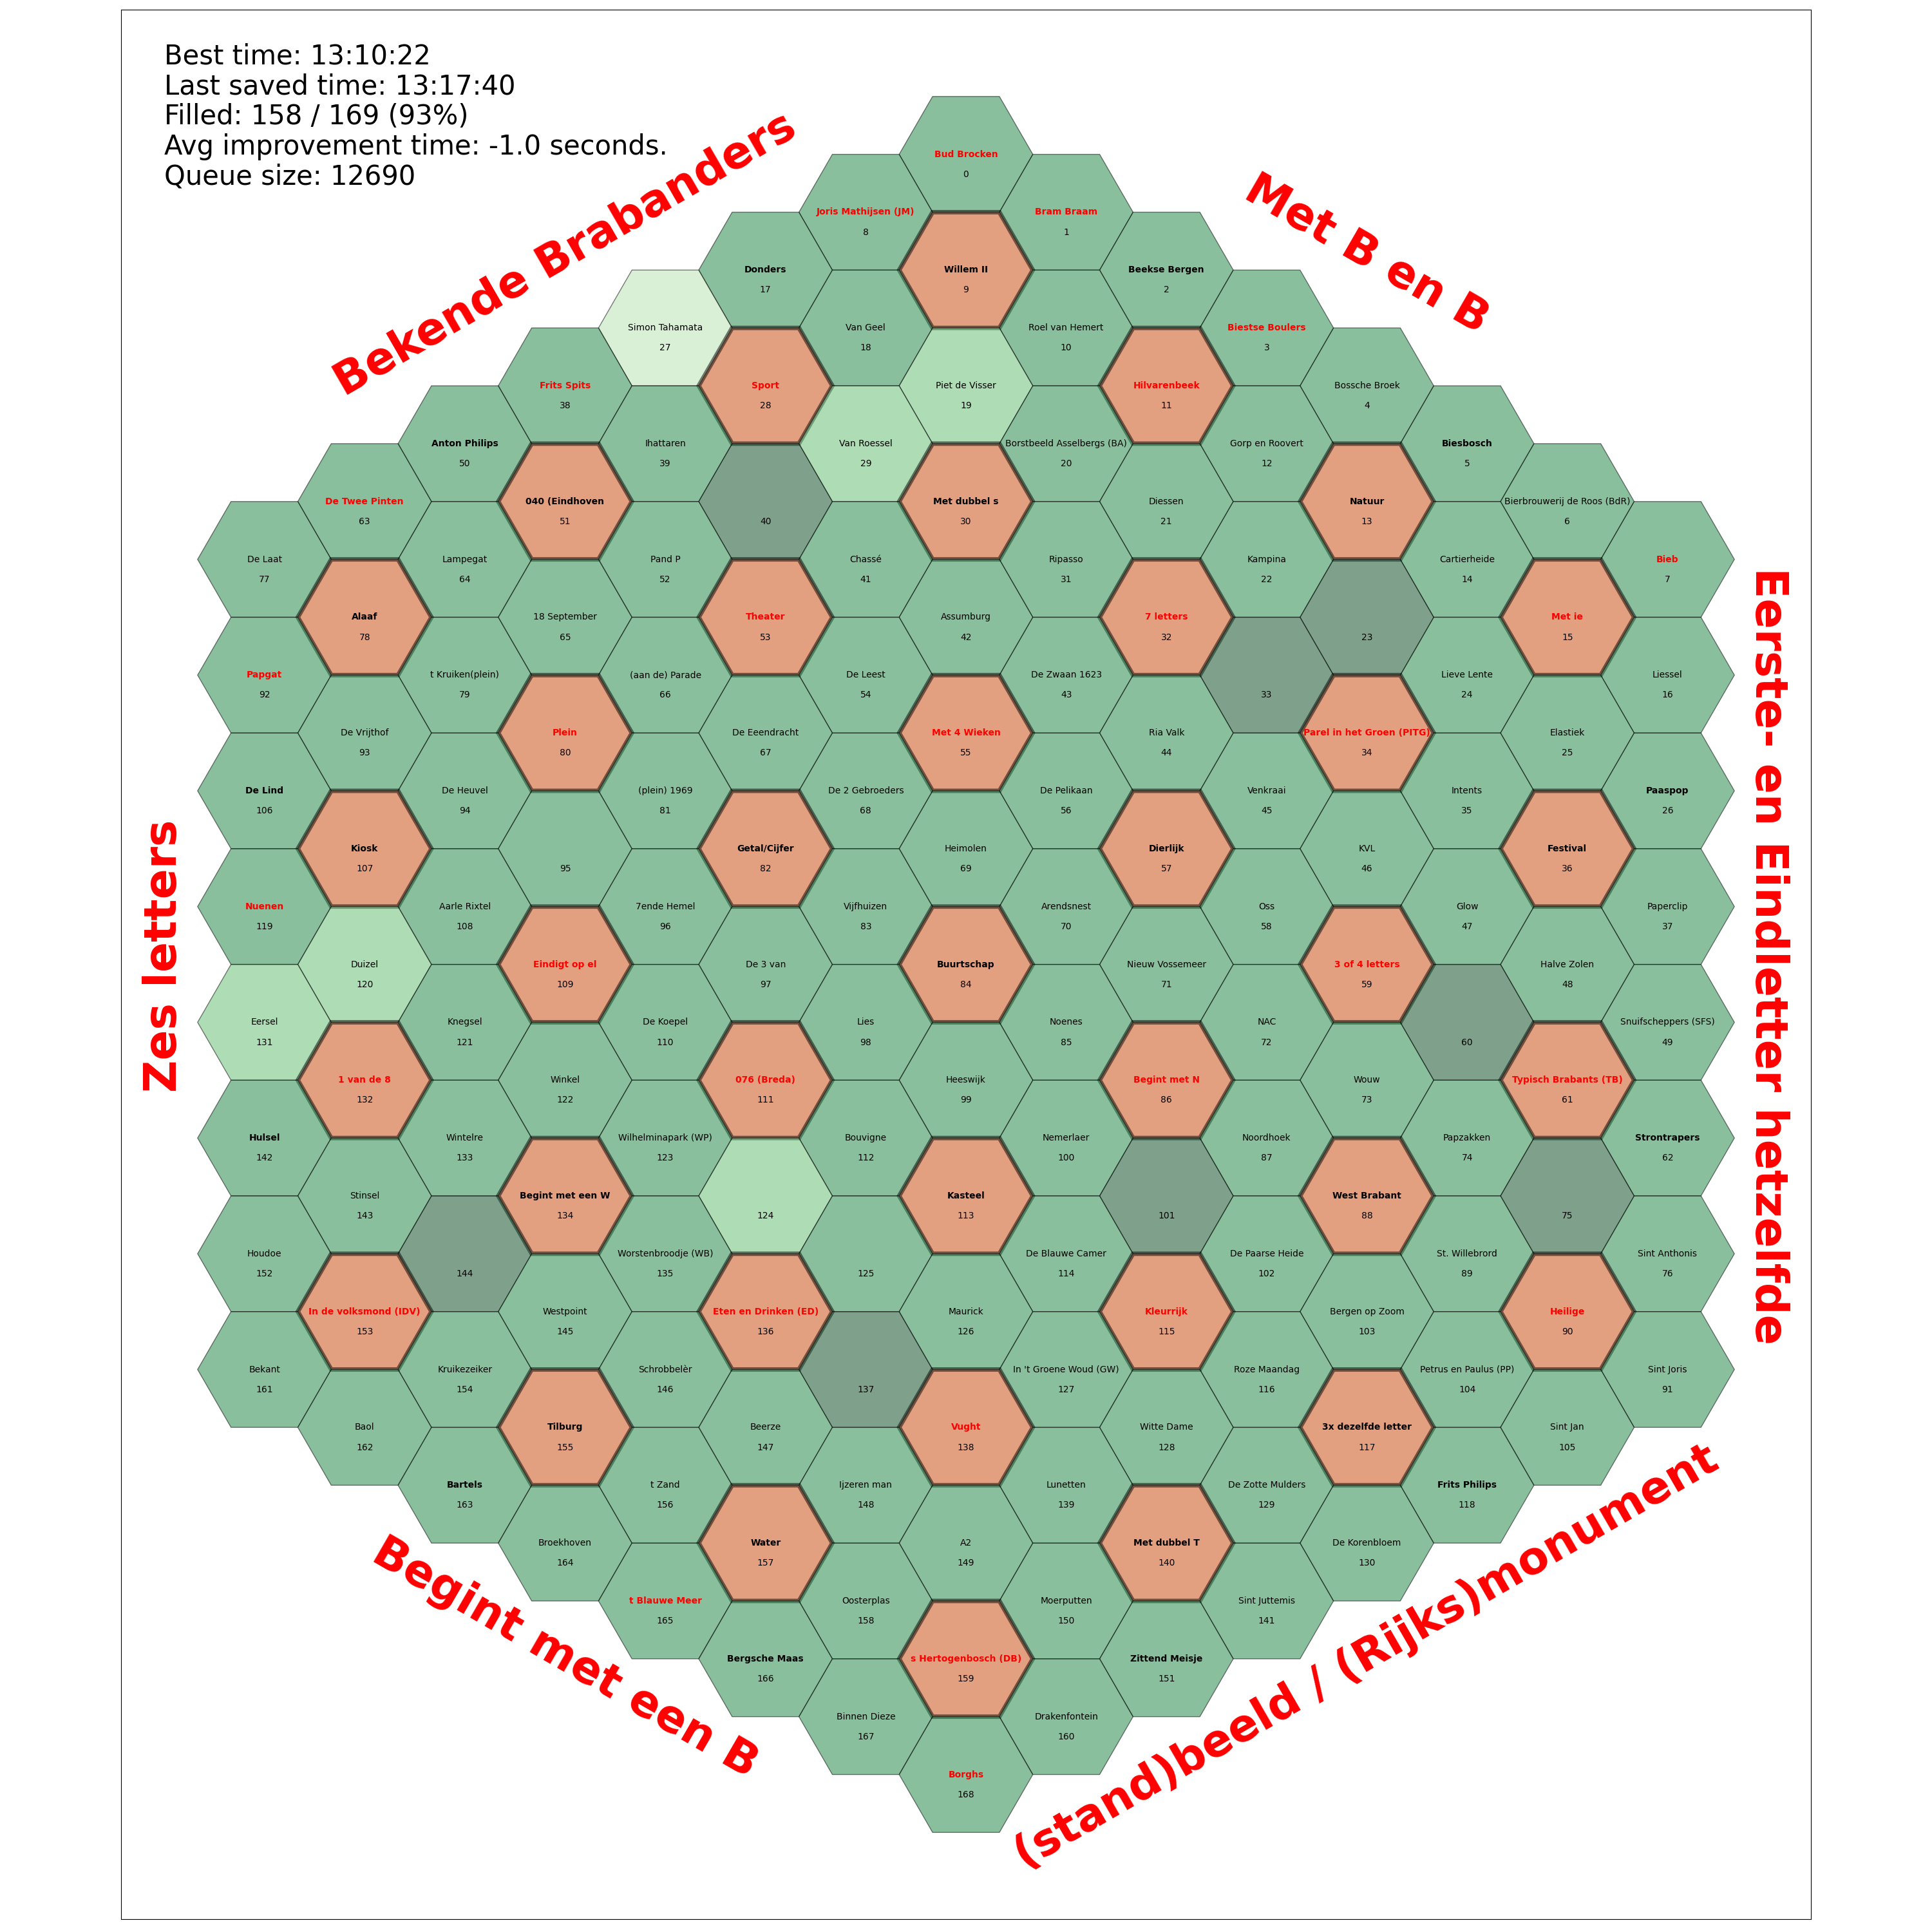 Best time: 13:10:22
Last saved time: 13:17:40
Filled: 158 / 169 (93%)
Avg improvement time: -1.0 seconds.
Queue size: 12690
Bekende Brabanders
Met B en B
Eerste- en Eindletter hetzelfde
(stand)beeld / (Rijks)monument
Begint met een B
Zes letters
Bud Brocken
0
Bram Braam
1
Beekse Bergen
2
Biestse Boulers
3
Bossche Broek
4
Biesbosch
5
Bierbrouwerij de Roos (BdR)
6
Bieb
7
Joris Mathijsen (JM)
8
Willem II
9
Roel van Hemert
10
Hilvarenbeek
11
Gorp en Roovert
12
Natuur
13
Cartierheide
14
Met ie
15
Liessel
16
Donders
17
Van Geel
18
Piet de Visser
19
Borstbeeld Asselbergs (BA)
20
Diessen
21
Kampina
22
23
Lieve Lente
24
Elastiek
25
Paaspop
26
Simon Tahamata
27
Sport
28
Van Roessel
29
Met dubbel s
30
Ripasso
31
7 letters
32
33
Parel in het Groen (PITG)
34
Intents
35
Festival
36
Paperclip
37
Frits Spits
38
Ihattaren
39
40
Chassé
41
Assumburg
42
De Zwaan 1623
43
Ria Valk
44
Venkraai
45
KVL
46
Glow
47
Halve Zolen
48
Snuifscheppers (SFS)
49
Anton Philips
50
040 (Eindhoven
51
Pand P
52
Theater
53
De Leest
54
Met 4 Wieken
55
De Pelikaan
56
Dierlijk
57
Oss
58
3 of 4 letters
59
60
Typisch Brabants (TB)
61
Strontrapers
62
De Twee Pinten
63
Lampegat
64
18 September
65
(aan de) Parade
66
De Eeendracht
67
De 2 Gebroeders
68
Heimolen
69
Arendsnest
70
Nieuw Vossemeer
71
NAC
72
Wouw
73
Papzakken
74
75
Sint Anthonis
76
De Laat
77
Alaaf
78
t Kruiken(plein)
79
Plein
80
(plein) 1969
81
Getal/Cijfer
82
Vijfhuizen
83
Buurtschap
84
Noenes
85
Begint met N
86
Noordhoek
87
West Brabant
88
St. Willebrord
89
Heilige
90
Sint Joris
91
Papgat
92
De Vrijthof
93
De Heuvel
94
95
7ende Hemel
96
De 3 van
97
Lies
98
Heeswijk
99
Nemerlaer
100
101
De Paarse Heide
102
Bergen op Zoom
103
Petrus en Paulus (PP)
104
Sint Jan
105
De Lind
106
Kiosk
107
Aarle Rixtel
108
Eindigt op el
109
De Koepel
110
076 (Breda)
111
Bouvigne
112
Kasteel
113
De Blauwe Camer
114
Kleurrijk
115
Roze Maandag
116
3x dezelfde letter
117
Frits Philips
118
Nuenen
119
Duizel
120
Knegsel
121
Winkel
122
Wilhelminapark (WP)
123
124
125
Maurick
126
In 't Groene Woud (GW)
127
Witte Dame
128
De Zotte Mulders
129
De Korenbloem
130
Eersel
131
1 van de 8
132
Wintelre
133
Begint met een W
134
Worstenbroodje (WB)
135
Eten en Drinken (ED)
136
137
Vught
138
Lunetten
139
Met dubbel T
140
Sint Juttemis
141
Hulsel
142
Stinsel
143
144
Westpoint
145
Schrobbelèr
146
Beerze
147
Ijzeren man
148
A2
149
Moerputten
150
Zittend Meisje
151
Houdoe
152
In de volksmond (IDV)
153
Kruikezeiker
154
Tilburg
155
t Zand
156
Water
157
Oosterplas
158
s Hertogenbosch (DB)
159
Drakenfontein
160
Bekant
161
Baol
162
Bartels
163
Broekhoven
164
t Blauwe Meer
165
Bergsche Maas
166
Binnen Dieze
167
Borghs
168